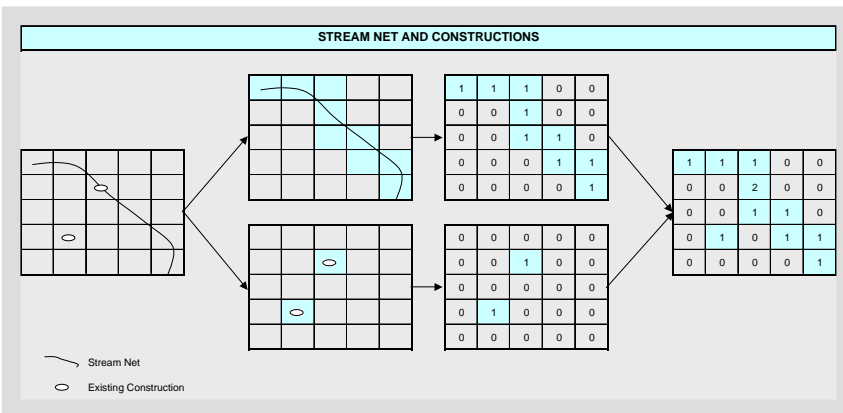 STREAM NET AND CONSTRUCTIONS
1 1 1 0 0
0 0 1 0 0
0 0 1 1 0
0 0 0 1 1
0 0 0 0 1
0 0 0 0 0
0 0 1 0 0
0 0 0 0 0
0 1 0 0 0
0 0 0 0 0
1 1 1 0 0
0 0 2 0 0
0 0 1 1 0
0 1 0 1 1
0 0 0 0 1
Stream Net
Existing Construction